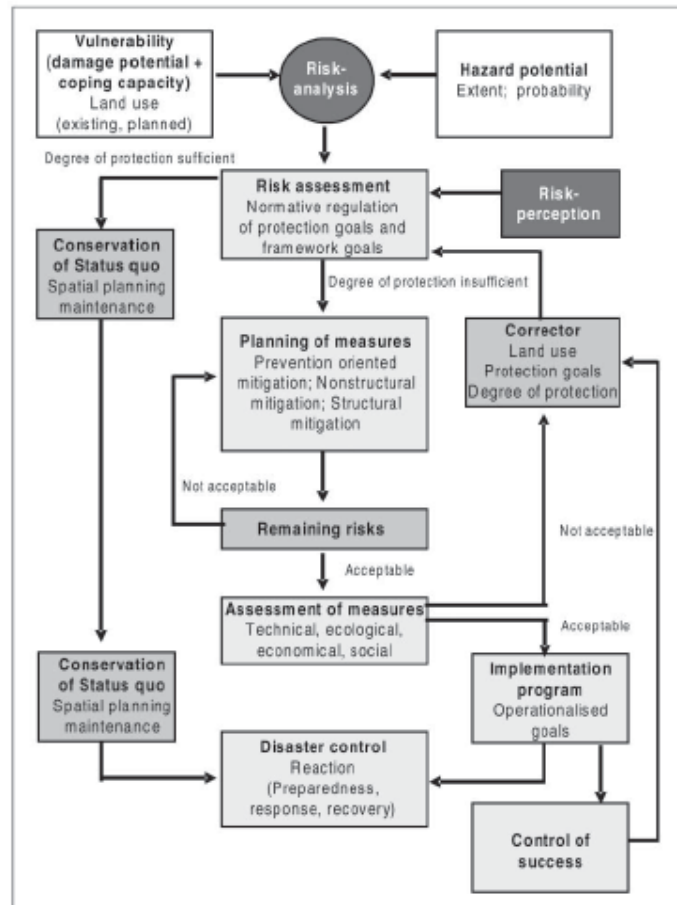 Vulnerability
(damage potential +
coping capacity)
Land use
(existing, planned)
Risk-
analysis
Hazard potential
Extent; probability
Degree of protection sufficient
Risk assessment
Normative regulation
of protection goals and
framework goals
Risk-
perception
Conservation
of Status quo
Spatial planning
maintenance
Degree of protection insufficient
Planning of measures
Prevention oriented
mitigation; Nonstructural
mitigation; Structural
mitigation
Corrector
Land use
Protection goals
Degree of protection
Not acceptable
Remaining risks
Not acceptable
Acceptable
Assessment of measures
Technical, ecological,
economical, social
Acceptable
Conservation
of Status quo
Spatial planning
maintenance
Implementation
program
Operationalised
goals
Disaster control
Reaction
(Preparedness,
response, recovery)
Control of
success